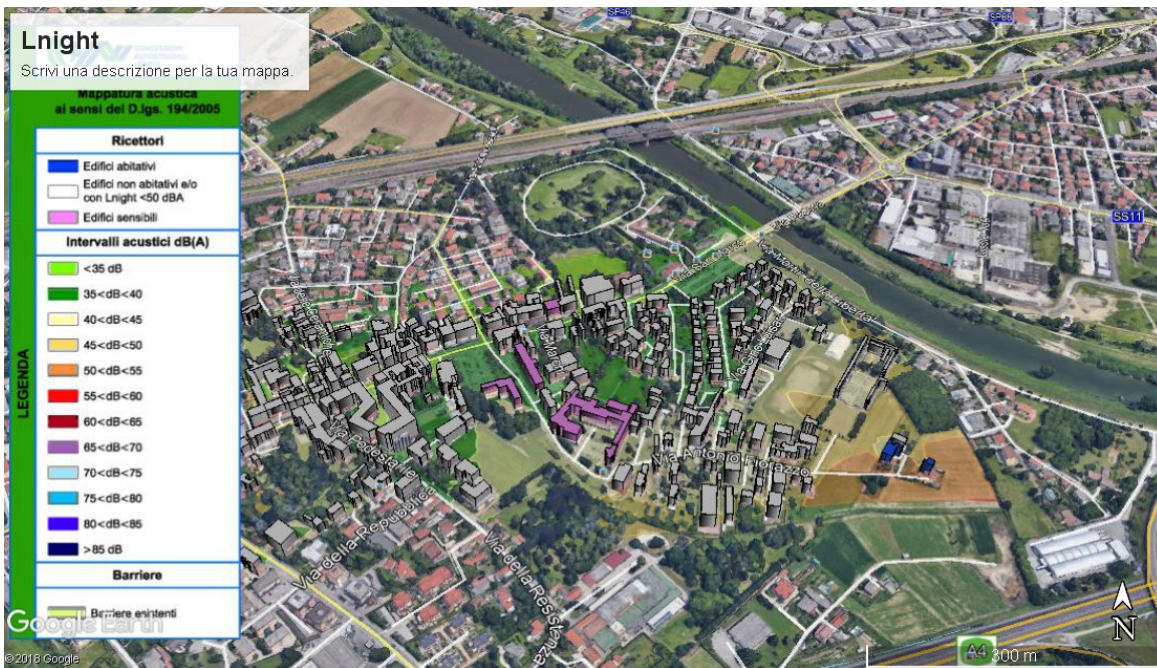 Lnight
Scrivi una descrizione per la tua mappa.
Mappatura acustica
ai sensi del D.lgs. 194/2005
LEGENDA
Ricettori
Edifici abitativi
Edifici non abitativi e/o
con Lnight <50 dBA
Edifici sensibili
Intervalli acustici dB(A)
<35 dB
35<dB<40
40<dB<45
45<dB<50
50<dB<55
55<dB<60
60<dB<65
65<dB<70
70<dB<75
75<dB<80
80<dB<85
>85 dB
Barriere
Barriere esistenti
Google Earth
©2018 Google
SP46
SS11
Via Antonio Fiorazzo
Via della Repubblica
Via della Resistenza
A4
300 m
N